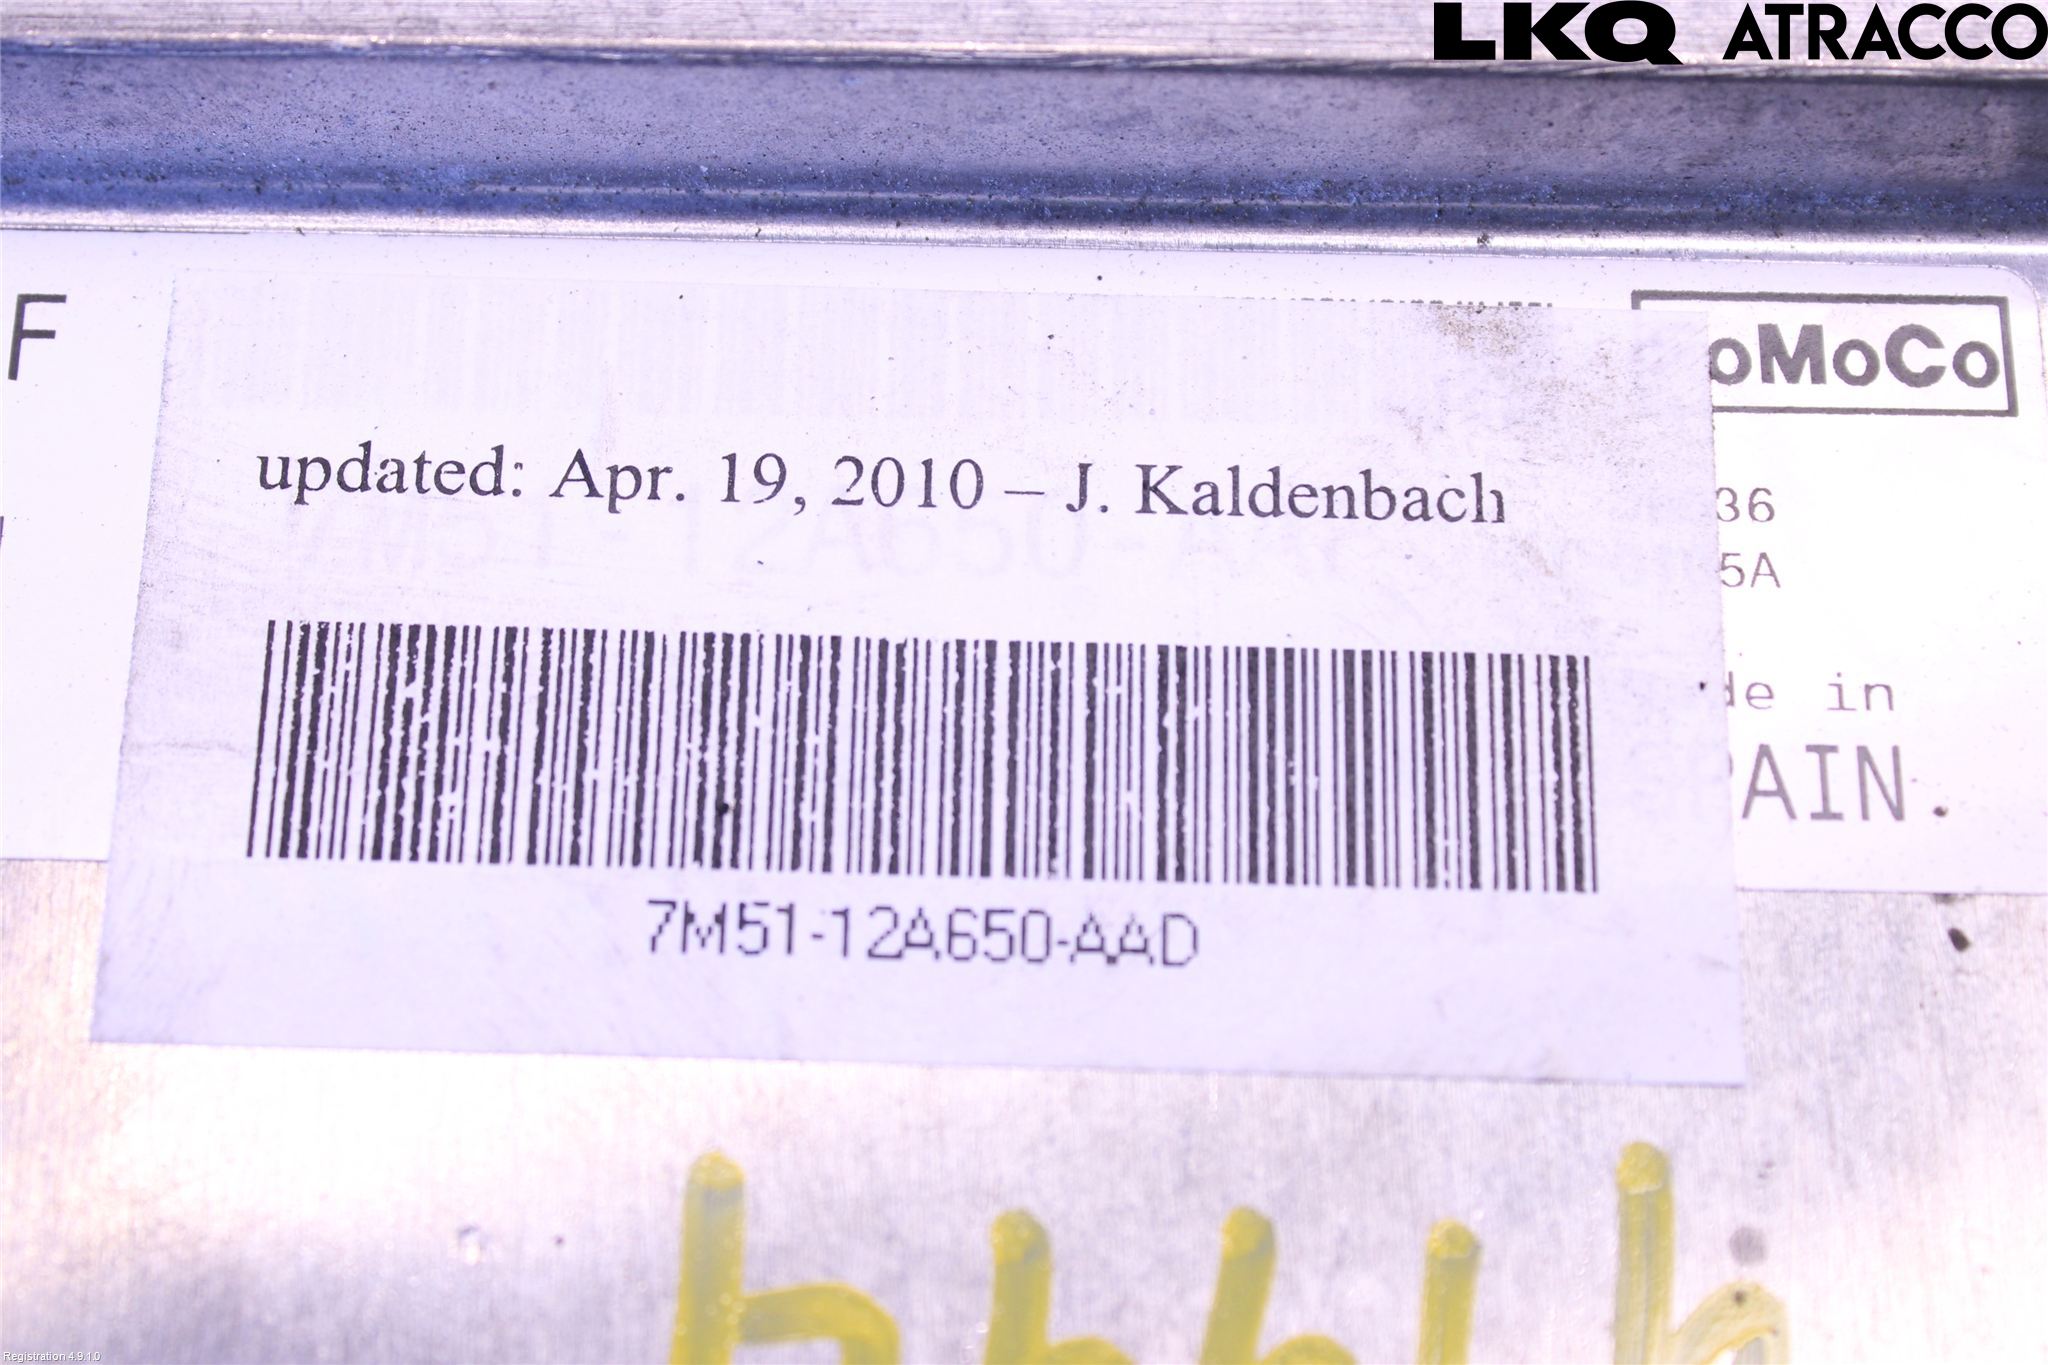 LKQ ATRACCO
F
oMoCo
updated: Apr. 19, 2010 – J. Kaldenbach
36
5A
de in
PAIN.
7M51-12A650-AAD
Registration 4.9.1.0